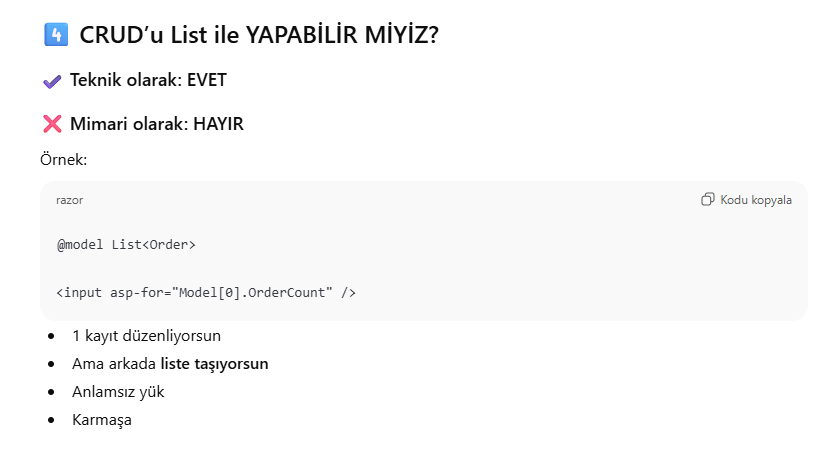 4 CRUD’u List ile YAPABİLİR MİYİZ?
Teknik olarak: EVET
Mimari olarak: HAYIR
Örnek:
razor
Kodu kopyala
@model List<Order>
<input asp-for="Model[0].OrderCount" />
1 kayıt düzenliyorsun
Ama arkada liste taşıyorsun
Anlamsız yük
Karmaşa